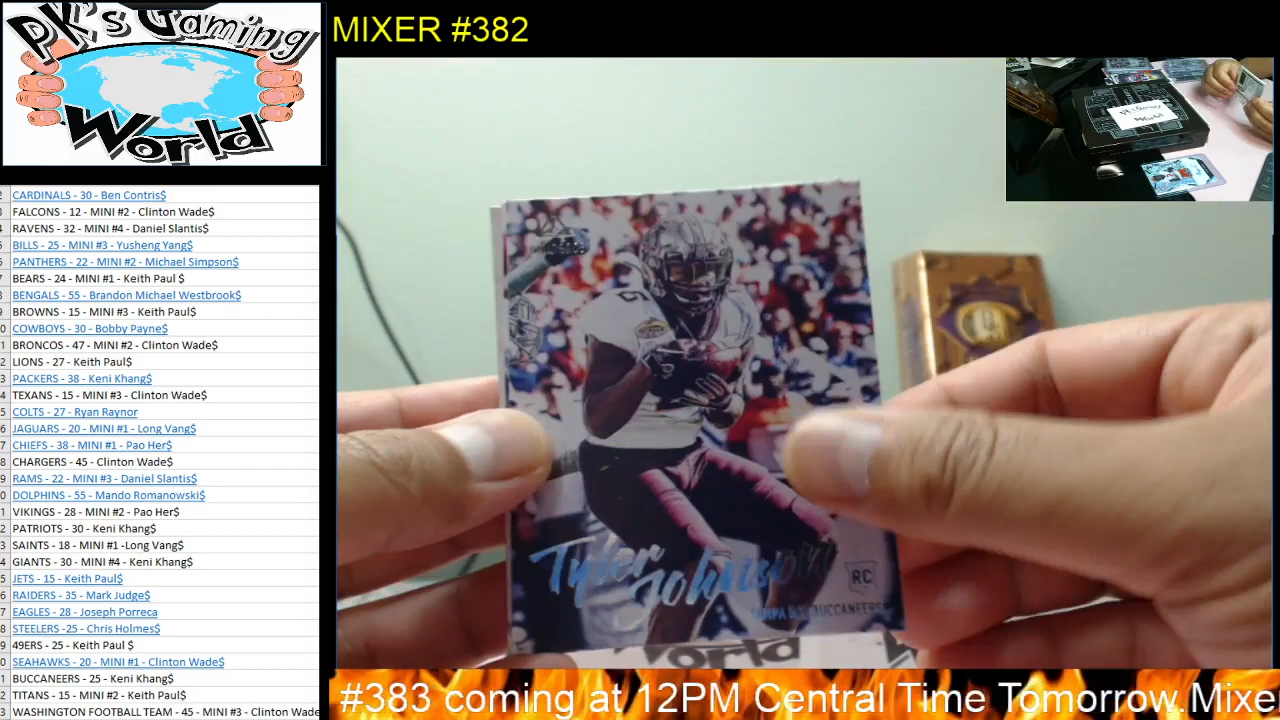 PK's Gaming
World
MIXER #382
CARDINALS - 30 - Ben Contris$
FALCONS - 12 - MINI #2 - Clinton Wade$
RAVENS - 32 - MINI #4 - Daniel Slantis$
BILLS - 25 - MINI #3 - Yusheng Yang$
PANTHERS - 22 - MINI #2 - Michael Simpson$
BEARS - 24 - MINI #1 - Keith Paul $
BENGALS - 55 - Brandon Michael Westbrook$
BROWNS - 15 - MINI #3 - Keith Paul$
COWBOYS - 30 - Bobby Payne$
BRONCOS - 47 - MINI #2 - Clinton Wade$
LIONS - 27 - Keith Paul$
PACKERS - 38 - Keni Khang$
TEXANS - 15 - MINI #3 - Clinton Wade$
COLTS - 27 - Ryan Raynor
JAGUARS - 20 - MINI #1 - Long Vang$
CHIEFS - 38 - MINI #1 - Pao Her$
CHARGERS - 45 - Clinton Wade$
RAMS - 22 - MINI #3 - Daniel Slantis$
DOLPHINS - 55 - Mando Romanowski$
VIKINGS - 28 - MINI #2 - Pao Her$
PATRIOTS - 30 - Keni Khang$
SAINTS - 18 - MINI #1 -Long Vang$
GIANTS - 30 - MINI #4 - Keni Khang$
JETS - 15 - Keith Paul$
RAIDERS - 35 - Mark Judge$
EAGLES - 28 - Joseph Porreca
STEELERS -25 - Chris Holmes$
49ERS - 25 - Keith Paul $
SEAHAWKS - 20 - MINI #1 - Clinton Wade$
BUCCANEERS - 25 - Keni Khang$
TITANS - 15 - MINI #2 - Keith Paul$
WASHINGTON FOOTBALL TEAM - 45 - MINI #3 - Clinton Wade
Tyler
Johnson
RC
TAMPA BAY BUCCANEERS
World
#383 coming at 12PM Central Time Tomorrow.Mixe